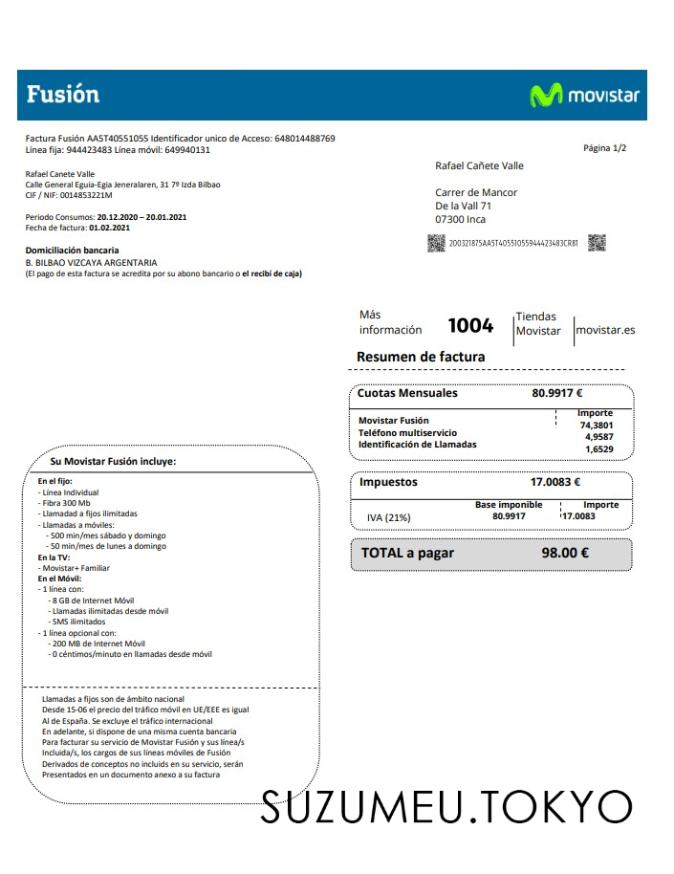 Fusión
movistar
Factura Fusión AA5T40551055 Identificador unico de Acceso: 648014488769
Línea fija: 944423483 Línea móvil: 649940131
Página 1/2
Rafael Canete Valle
Calle General Eguia-Egia Jeneralaren, 31 7º Izda Bilbao
CIF / NIF: 0014853221M
Rafael Cañete Valle
Carrer de Mancor
De la Vall 71
07300 Inca
Periodo Consumos: 20.12.2020 – 20.01.2021
Fecha de factura: 01.02.2021
200321875AA5T40551055944423483CR81
Domiciliación bancaria
B. BILBAO VIZCAYA ARGENTARIA
(El pago de esta factura se acredita por su abono bancario o el recibí de caja)
Más información
1004
Tiendas Movistar
movistar.es
Resumen de factura
Cuotas Mensuales 80.9917 €
Importe
Movistar Fusión 74,3801
Teléfono multiservicio 4,9587
Identificación de Llamadas 1,6529
Impuestos 17.0083 €
Base imponible Importe
IVA (21%) 80.9917 17.0083
TOTAL a pagar 98.00 €
Su Movistar Fusión incluye:
En el fijo:
- Línea Individual
- Fibra 300 Mb
- Llamadad a fijos ilimitadas
- Llamadas a móviles:
- 500 min/mes sábado y domingo
- 50 min/mes de lunes a domingo
En la TV:
- Movistar+ Familiar
En el Móvil:
- 1 línea con:
- 8 GB de Internet Móvil
- Llamadas ilimitadas desde móvil
- SMS ilimitados
- 1 línea opcional con:
- 200 MB de Internet Móvil
- 0 céntimos/minuto en llamadas desde móvil
Llamadas a fijos son de ámbito nacional
Desde 15-06 el precio del tráfico móvil en UE/EEE es igual
Al de España. Se excluye el tráfico internacional
En adelante, si dispone de una misma cuenta bancaria
Para facturar su servicio de Movistar Fusión y sus línea/s
Incluida/s, los cargos de sus líneas móviles de Fusión
Derivados de conceptos no incluids en su servicio, serán
Presentados en un documento anexo a su factura
SUZUMEU.TOKYO